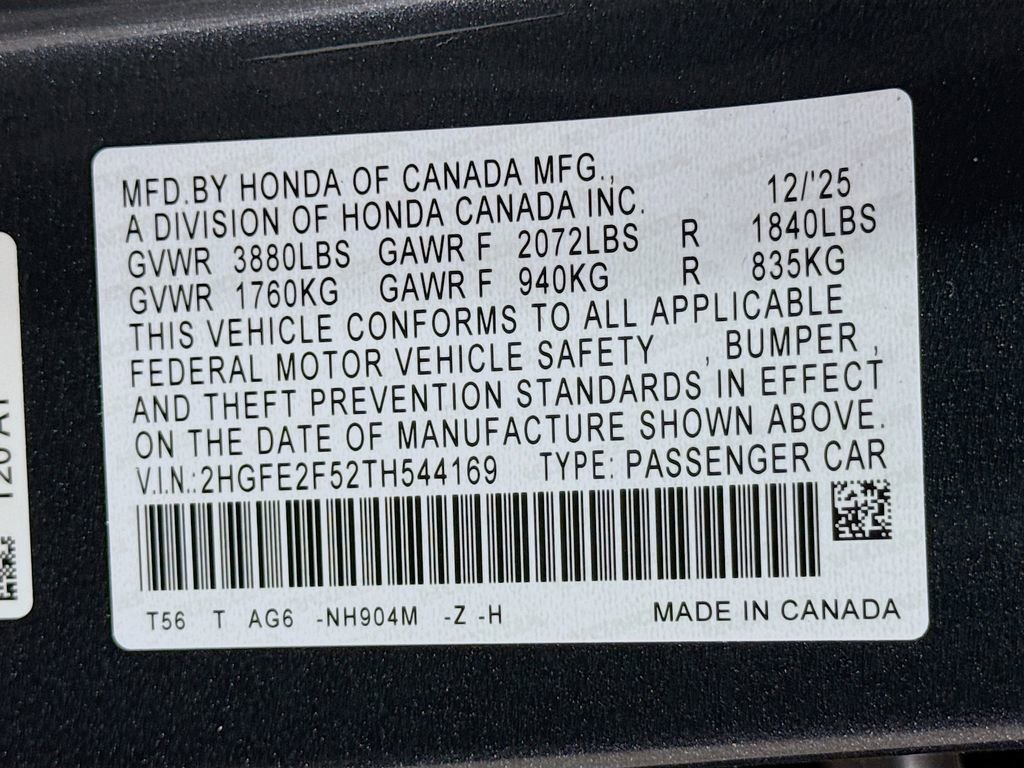 MFD.BY HONDA OF CANADA MFG.,
A DIVISION OF HONDA CANADA INC. 12/'25
GVWR 3880LBS GAWR F 2072LBS R 1840LBS
GVWR 1760KG GAWR F 940KG R 835KG
THIS VEHICLE CONFORMS TO ALL APPLICABLE
FEDERAL MOTOR VEHICLE SAFETY , BUMPER ,
AND THEFT PREVENTION STANDARDS IN EFFECT
ON THE DATE OF MANUFACTURE SHOWN ABOVE.
V.I.N.:2HGFE2F52TH544169 TYPE: PASSENGER CAR
T56 T AG6 -NH904M -Z -H MADE IN CANADA